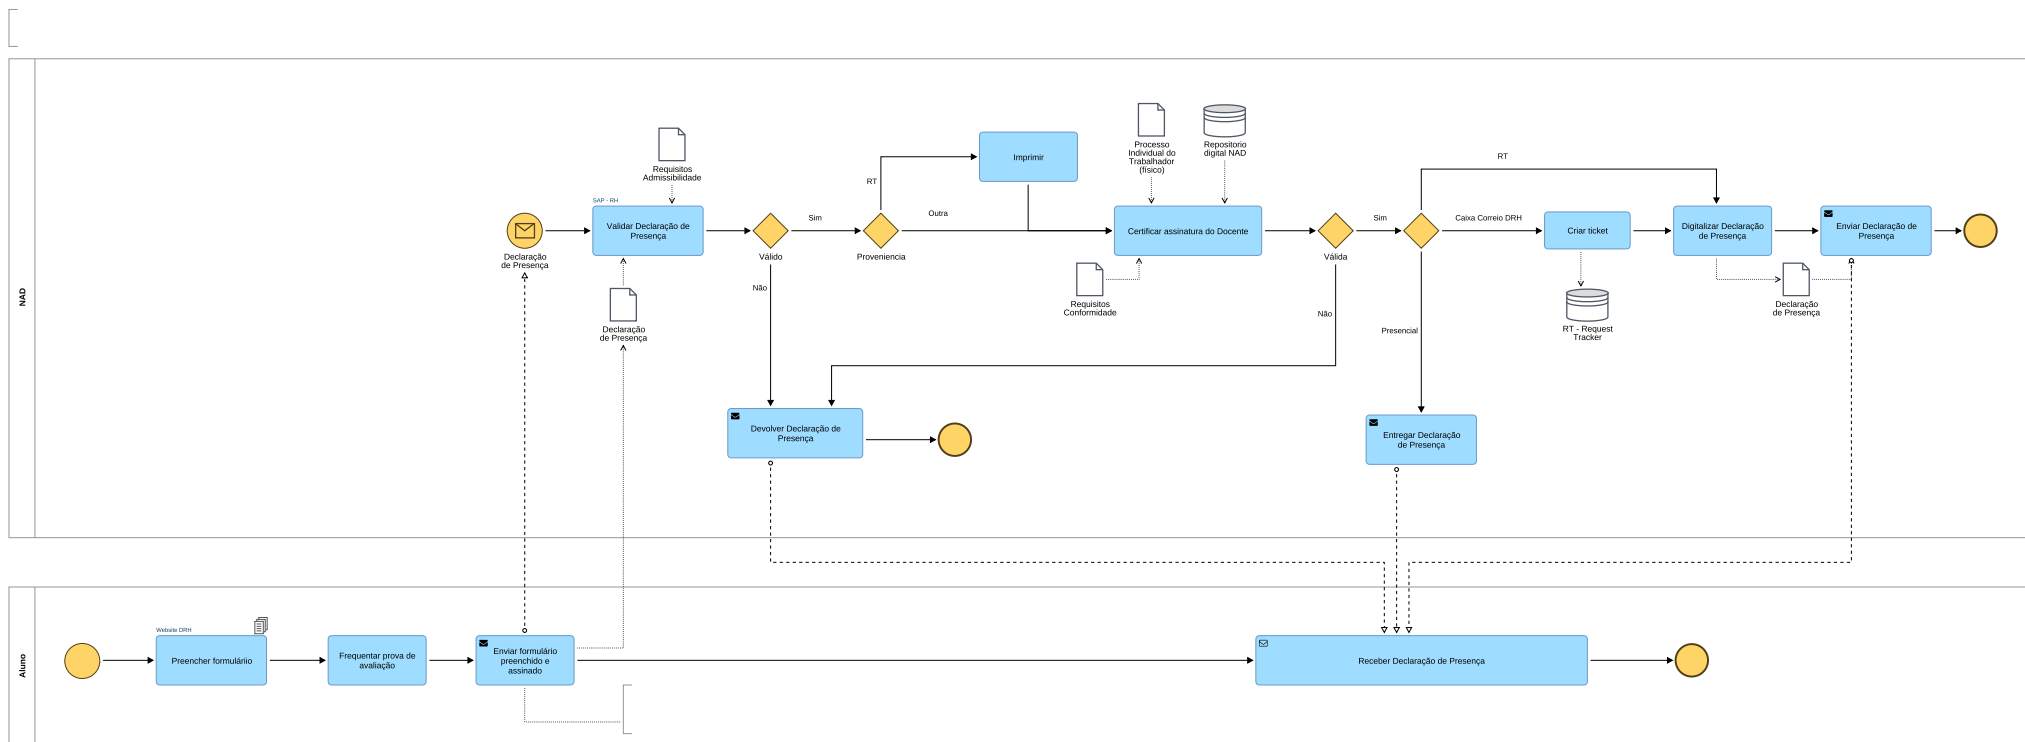 NAD
Requisitos
Admissibilidade
SAP - RH
Validar Declaração de
Presença
Declaração
de Presença
Declaração
de Presença
Válido
Sim
Não
RT
Proveniencia
Outra
Imprimir
Processo
Individual do
Trabalhador
(físico)
Repositorio
digital NAD
Certificar assinatura do Docente
Requisitos
Conformidade
Válida
Sim
Não
RT
Caixa Correio DRH
Presencial
Criar ticket
RT - Request
Tracker
Digitalizar Declaração
de Presença
Enviar Declaração de
Presença
Declaração
de Presença
Devolver Declaração de
Presença
Entregar Declaração
de Presença
Aluno
Website DRH
Preencher formuláriio
Frequentar prova de
avaliação
Enviar formulário
preenchido e
assinado
Receber Declaração de Presença